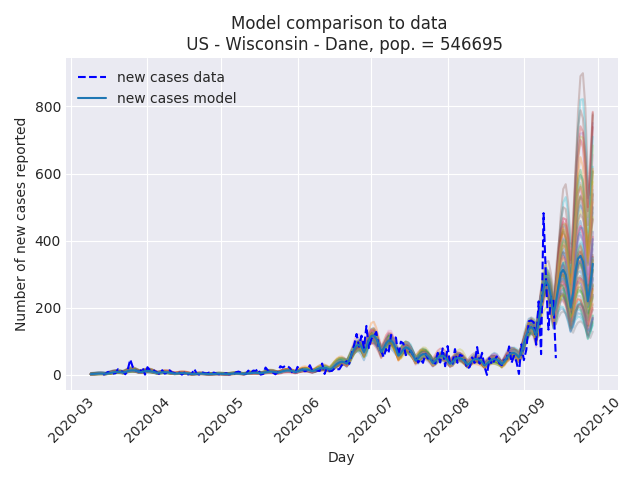 Model comparison to data
US - Wisconsin - Dane, pop. = 546695
new cases data
new cases model
Number of new cases reported
800
600
400
200
0
2020-03
2020-04
2020-05
2020-06
2020-07
2020-08
2020-09
2020-10
Day